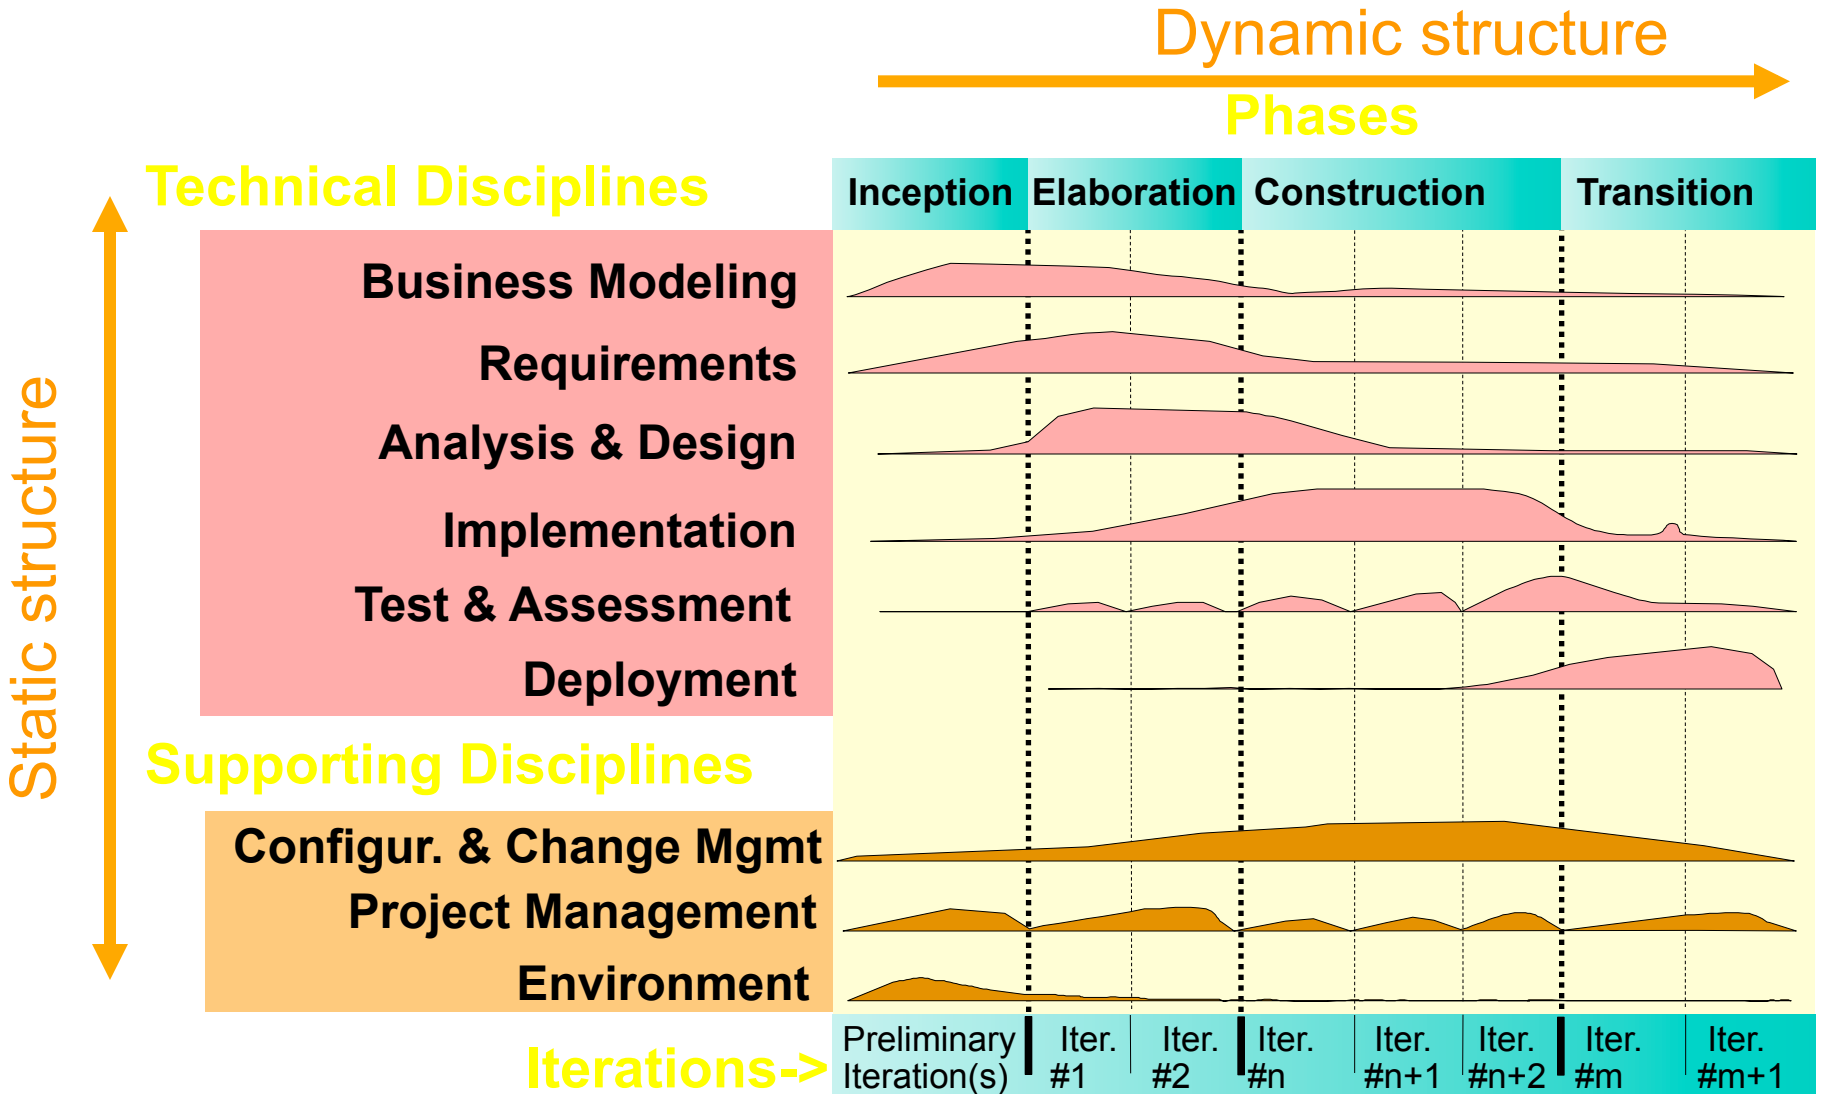 Dynamic structure
Phases
Technical Disciplines
Inception Elaboration Construction Transition
Business Modeling
Requirements
Analysis & Design
Implementation
Test & Assessment
Deployment
Static structure
Supporting Disciplines
Configur. & Change Mgmt
Project Management
Environment
Iterations->
Preliminary
Iteration(s)
Iter.
#1
Iter.
#2
Iter.
#n
Iter.
#n+1
Iter.
#n+2
Iter.
#m
Iter.
#m+1